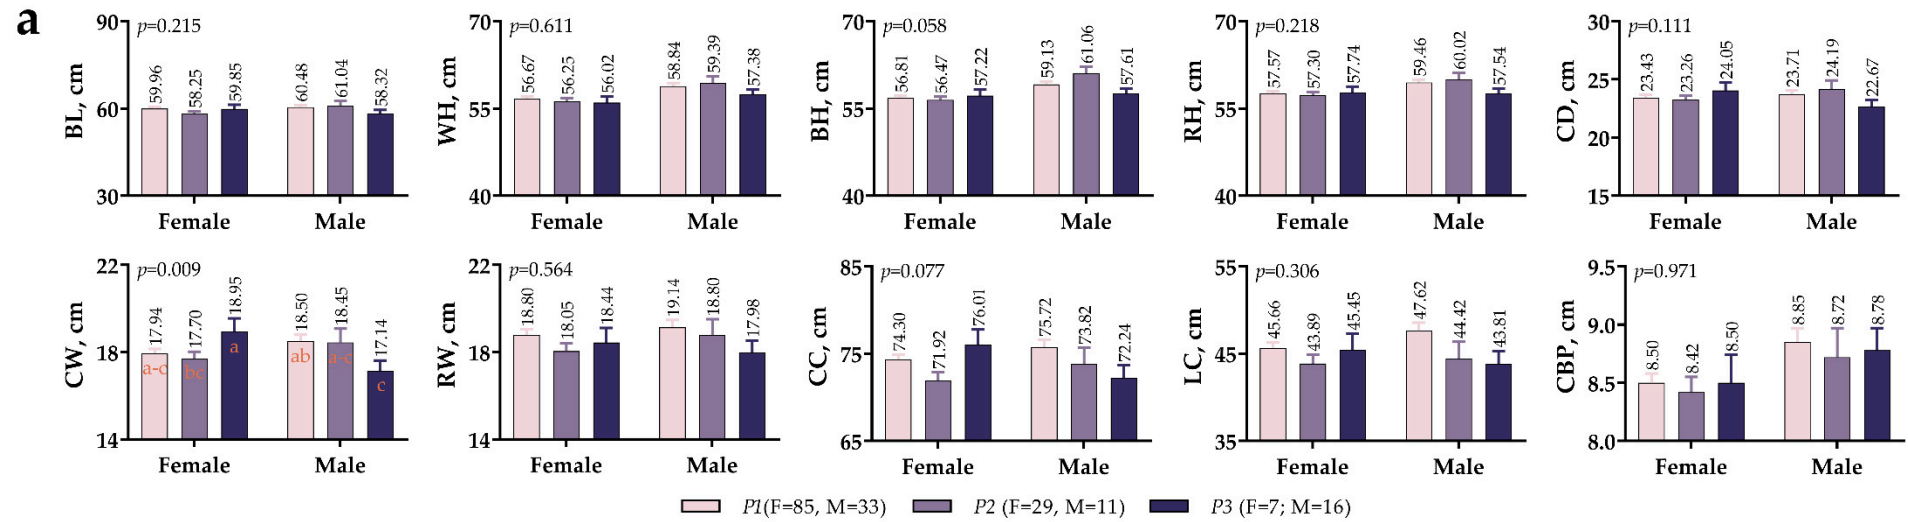 a
BL, cm
90
60
30
p=0.215
59.96
58.25
59.85
60.48
61.04
58.32
Female
Male
WH, cm
70
55
40
p=0.611
56.67
56.25
56.02
58.84
59.39
57.38
Female
Male
BH, cm
70
55
40
p=0.058
56.81
56.47
57.22
59.13
61.06
57.61
Female
Male
RH, cm
70
55
40
p=0.218
57.57
57.30
57.74
59.46
60.02
57.54
Female
Male
CD, cm
30
25
20
15
p=0.111
23.43
23.26
24.05
23.71
24.19
22.67
Female
Male
CW, cm
22
18
14
p=0.009
17.94
17.70
18.95
18.50
18.45
17.14
a-c
bc
a
ab
a-c
c
Female
Male
RW, cm
22
18
14
p=0.564
18.80
18.05
18.44
19.14
18.80
17.98
Female
Male
CC, cm
85
75
65
p=0.077
74.30
71.92
76.01
75.72
73.82
72.24
Female
Male
LC, cm
55
45
35
p=0.306
45.66
43.89
45.45
47.62
44.42
43.81
Female
Male
CBP, cm
9.5
9.0
8.5
8.0
p=0.971
8.50
8.42
8.50
8.85
8.72
8.78
Female
Male
P1(F=85, M=33)
P2 (F=29, M=11)
P3 (F=7; M=16)